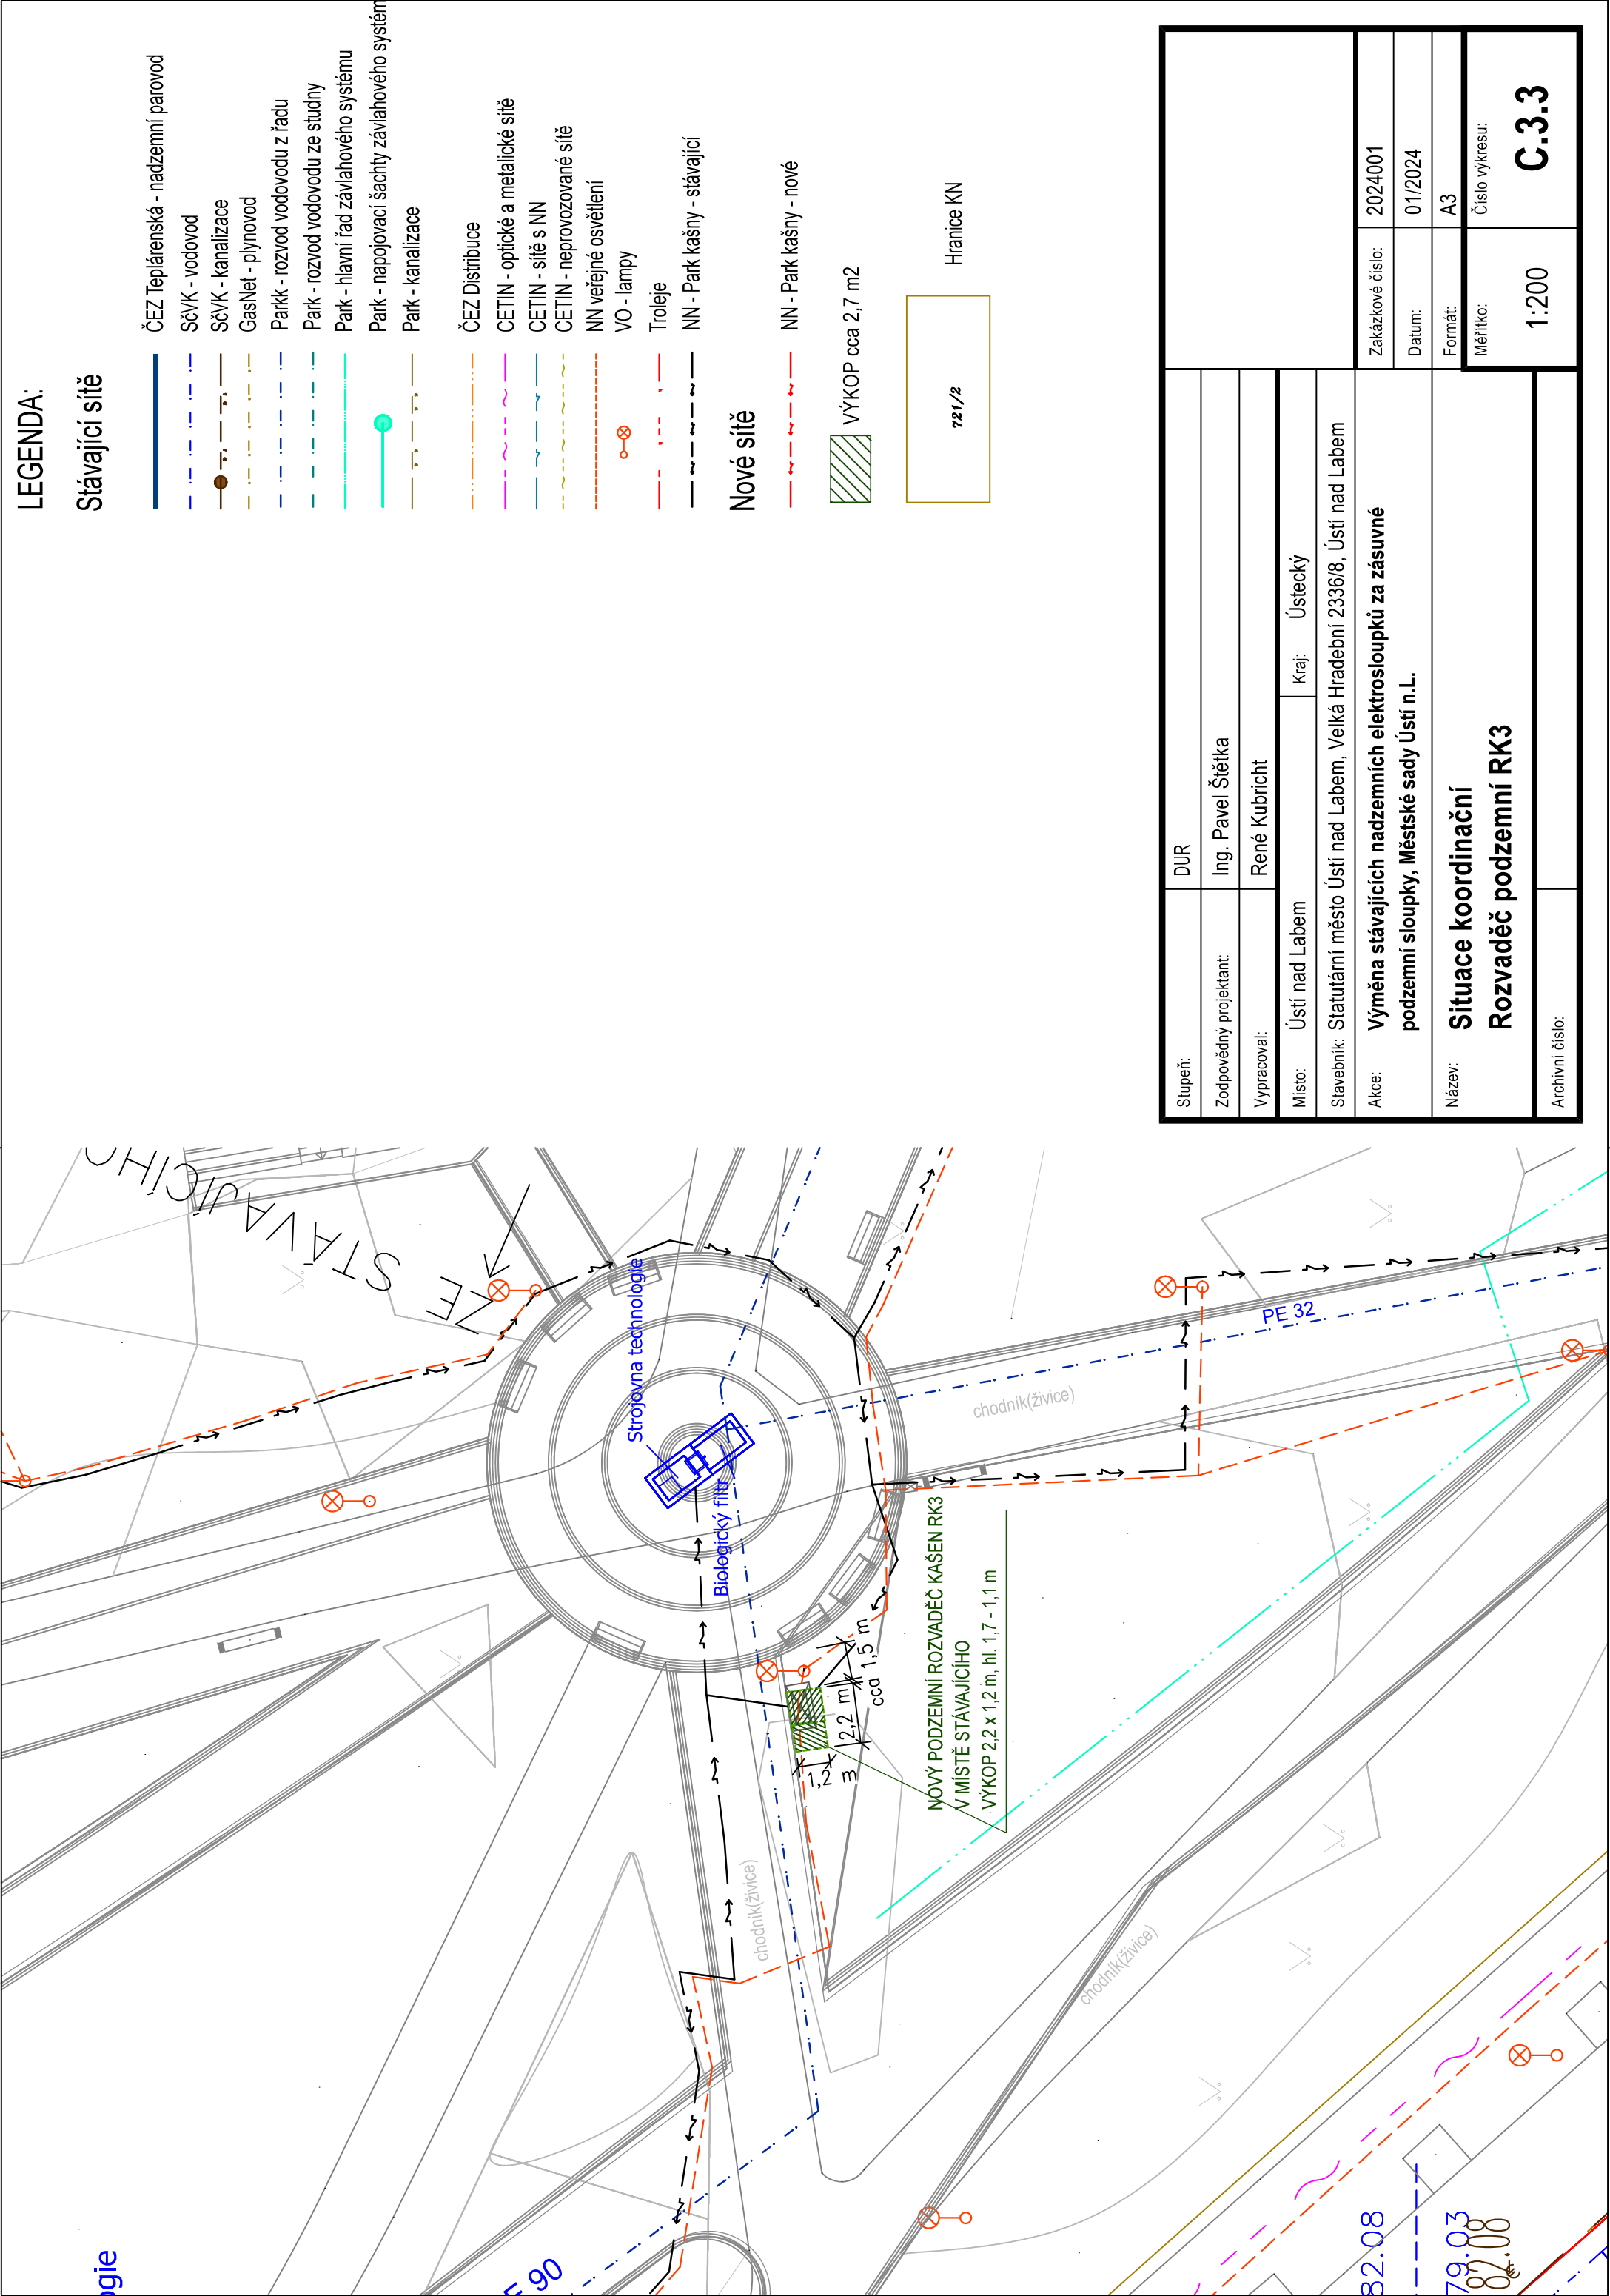 LEGENDA:
Stávající sítě
ČEZ Teplárenská - nadzemní parovod
SčVK - vodovod
SčVK - kanalizace
GasNet - plynovod
Parkk - rozvod vodovodu z řadu
Park - rozvod vodovodu ze studny
Park - hlavní řad závlahového systému
Park - napojovací šachty závlahového systém
Park - kanalizace
ČEZ Distribuce
CETIN - optické a metalické sítě
CETIN - sítě s NN
CETIN - neprovozované sítě
NN veřejné osvětlení
VO - lampy
Troleje
NN - Park kašny - stávající
Nové sítě
NN - Park kašny - nové
VÝKOP cca 2,7 m2
721/2
Hranice KN
Stupeň: DUR
Zodpovědný projektant: Ing. Pavel Štětka
Vypracoval: René Kubricht
Místo: Ústí nad Labem Kraj: Ústecký
Stavebník: Statutární město Ústí nad Labem, Velká Hradební 2336/8, Ústí nad Labem
Akce: Výměna stávajících nadzemních elektrosloupků za zásuvné
podzemní sloupky, Městské sady Ústí n.L.
Zakázkové číslo: 2024001
Datum: 01/2024
Formát: A3
Název: Situace koordinační
Rozvaděč podzemní RK3
Měřítko: 1:200
Číslo výkresu: C.3.3
Archivní číslo:
STÁVAJÍCÍHO
Strojovna technologie
Biologický filtr
PE 32
chodník(živice)
NOVÝ PODZEMNÍ ROZVADĚČ KAŠEN RK3
V MÍSTĚ STÁVAJÍCÍHO
VÝKOP 2,2 x 1,2 m, hl. 1,7 - 1,1 m
cca 1,5 m
2,2 m
1,2 m
chodník(živice)
chodník(živice)
ogie
E 90
82.08
79.03
82.08